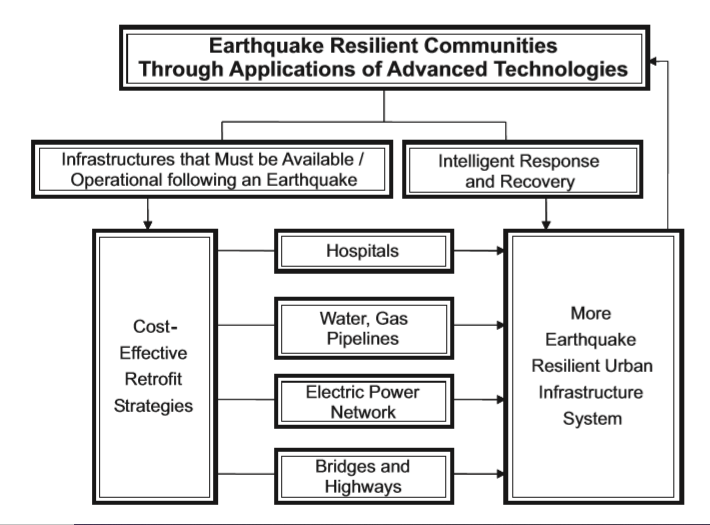 Earthquake Resilient Communities
Through Applications of Advanced Technologies
Infrastructures that Must be Available /
Operational following an Earthquake
Intelligent Response
and Recovery
Cost-
Effective
Retrofit
Strategies
Hospitals
Water, Gas
Pipelines
Electric Power
Network
Bridges and
Highways
More
Earthquake
Resilient Urban
Infrastructure
System